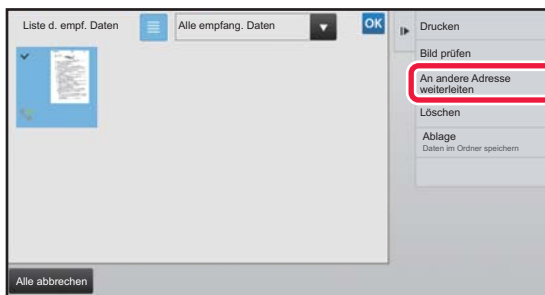 Liste d. empf. Daten
Alle empfang. Daten
OK
Drucken
Bild prüfen
An andere Adresse
weiterleiten
Löschen
Ablage
Daten im Ordner speichern
Alle abbrechen